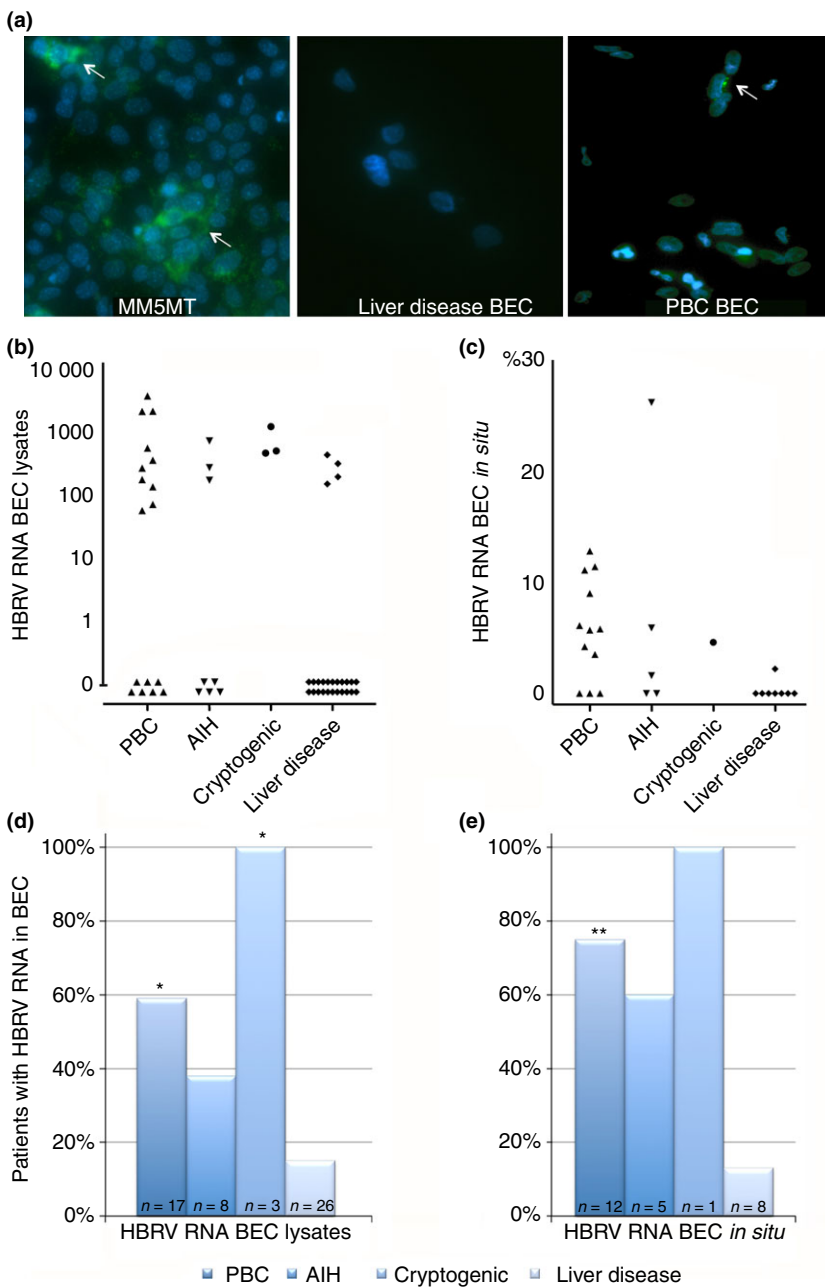 (a)
MM5MT
Liver disease BEC
PBC BEC
(b)
HBRV RNA BEC lysates
10 000
1000
100
10
1
0
PBC
AIH
Cryptogenic
Liver disease
(c)
HBRV RNA BEC in situ
%30
20
10
0
PBC
AIH
Cryptogenic
Liver disease
(d)
Patients with HBRV RNA in BEC
100%
80%
60%
40%
20%
0%
*
*
n = 17
n = 8
n = 3
n = 26
HBRV RNA BEC lysates
(e)
100%
80%
60%
40%
20%
0%
**
n = 12
n = 5
n = 1
n = 8
HBRV RNA BEC in situ
PBC
AIH
Cryptogenic
Liver disease